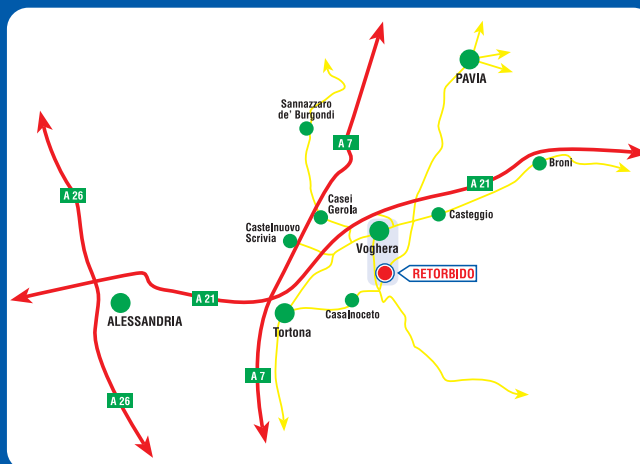 PAVIA
Sannazzaro
de' Burgondi
A 7
Broni
A 21
A 26
Casei
Gerola
Casteggio
Castelnuovo
Scrivia
Voghera
RETORBIDO
A 21
ALESSANDRIA
Casalnoceto
Tortona
A 7
A 26